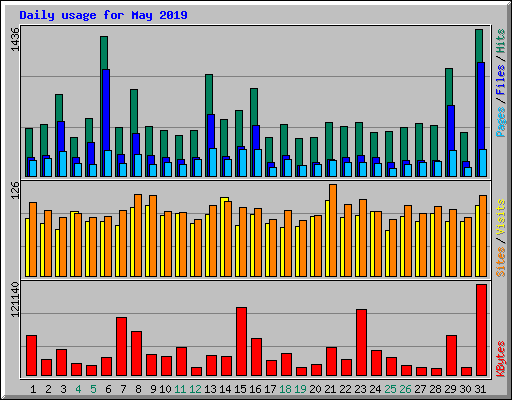 Daily usage for May 2019
1436
Pages / Files / Hits
126
Sites / Visits
121140
KBytes
1 2 3 4 5 6 7 8 9 10 11 12 13 14 15 16 17 18 19 20 21 22 23 24 25 26 27 28 29 30 31